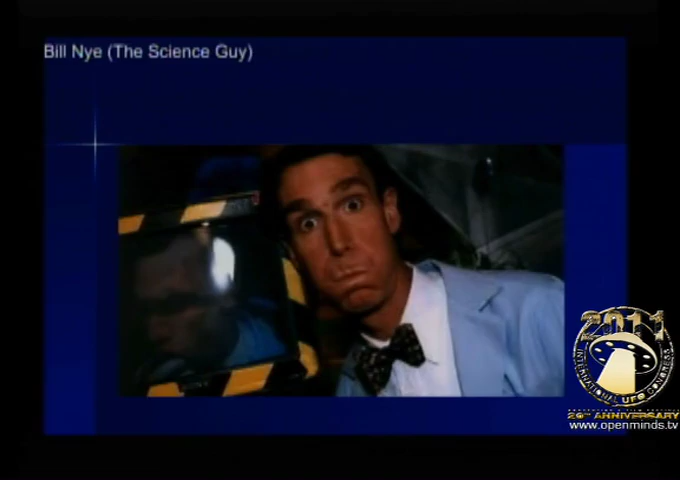 Bill Nye (The Science Guy)
2011
INTERNATIONAL UFO CONGRESS
20TH ANNIVERSARY
www.openminds.tv